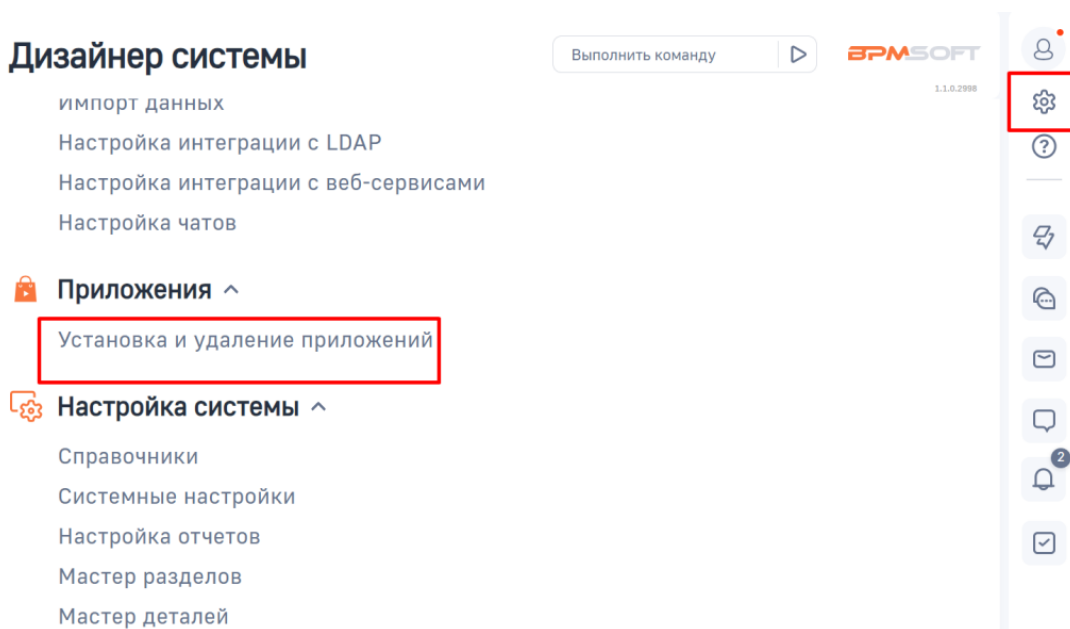 Дизайнер системы
Выполнить команду
BPMSOFT
1.1.0.2998
Импорт данных
Настройка интеграции с LDAP
Настройка интеграции с веб-сервисами
Настройка чатов
Приложения
Установка и удаление приложений
Настройка системы
Справочники
Системные настройки
Настройка отчетов
Мастер разделов
Мастер деталей
?
2